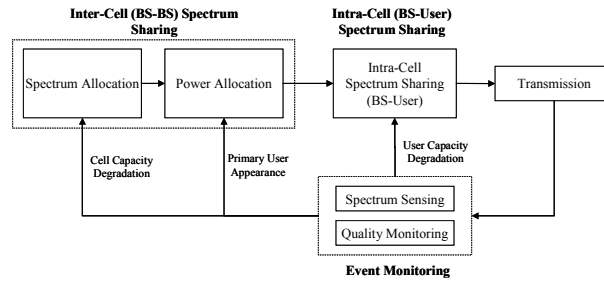 Inter-Cell (BS-BS) Spectrum
Sharing
Intra-Cell (BS-User)
Spectrum Sharing
Spectrum Allocation
Power Allocation
Intra-Cell
Spectrum Sharing
(BS-User)
Transmission
Cell Capacity
Degradation
Primary User
Appearance
User Capacity
Degradation
Spectrum Sensing
Quality Monitoring
Event Monitoring